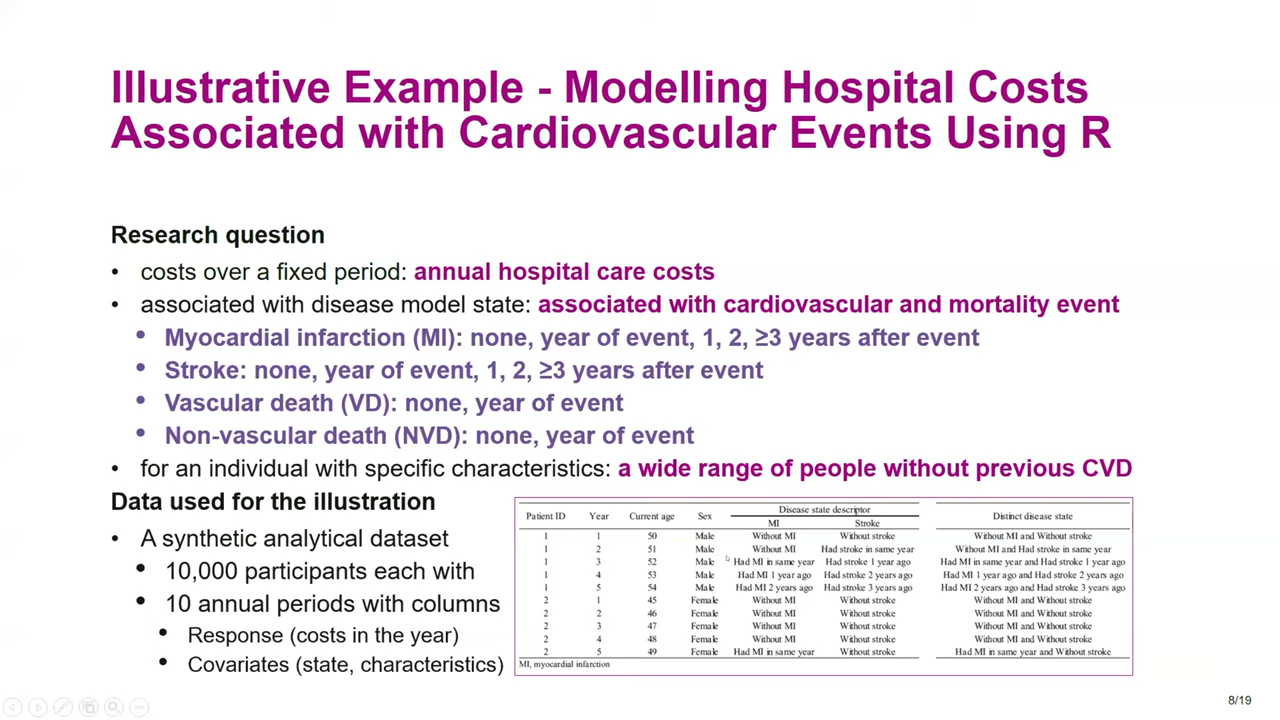 Illustrative Example - Modelling Hospital Costs
Associated with Cardiovascular Events Using R
Research question
• costs over a fixed period: annual hospital care costs
• associated with disease model state: associated with cardiovascular and mortality event
• Myocardial infarction (MI): none, year of event, 1, 2, ≥3 years after event
• Stroke: none, year of event, 1, 2, ≥3 years after event
• Vascular death (VD): none, year of event
• Non-vascular death (NVD): none, year of event
• for an individual with specific characteristics: a wide range of people without previous CVD
Data used for the illustration
• A synthetic analytical dataset
• 10,000 participants each with
• 10 annual periods with columns
• Response (costs in the year)
• Covariates (state, characteristics)
Disease state descriptor
Patient ID Year Current age Sex MI Stroke Distinct disease state
1 1 50 Male Without MI Without stroke Without MI and Without stroke
1 2 51 Male Without MI Had stroke in same year Without MI and Had stroke in same year
1 3 52 Male Had MI in same year Had stroke 1 year ago Had MI in same year and Had stroke 1 year ago
1 4 53 Male Had MI 1 year ago Had stroke 2 years ago Had MI 1 year ago and Had stroke 2 years ago
1 5 54 Male Had MI 2 years ago Had stroke 3 years ago Had MI 2 years ago and Had stroke 3 years ago
2 1 45 Female Without MI Without stroke Without MI and Without stroke
2 2 46 Female Without MI Without stroke Without MI and Without stroke
2 3 47 Female Without MI Without stroke Without MI and Without stroke
2 4 48 Female Without MI Without stroke Without MI and Without stroke
2 5 49 Female Had MI in same year Without stroke Had MI in same year and Without stroke
MI, myocardial infarction
8/19